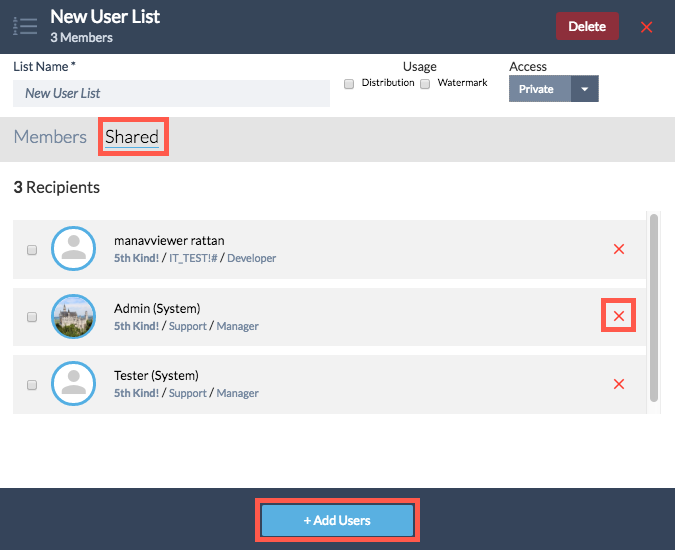 New User List
3 Members
Delete
List Name *
New User List
Usage
Distribution
Watermark
Access
Private
Members
Shared
3 Recipients
manavviewer rattan
5th Kind! / IT_TEST!# / Developer
Admin (System)
5th Kind! / Support / Manager
Tester (System)
5th Kind! / Support / Manager
+ Add Users